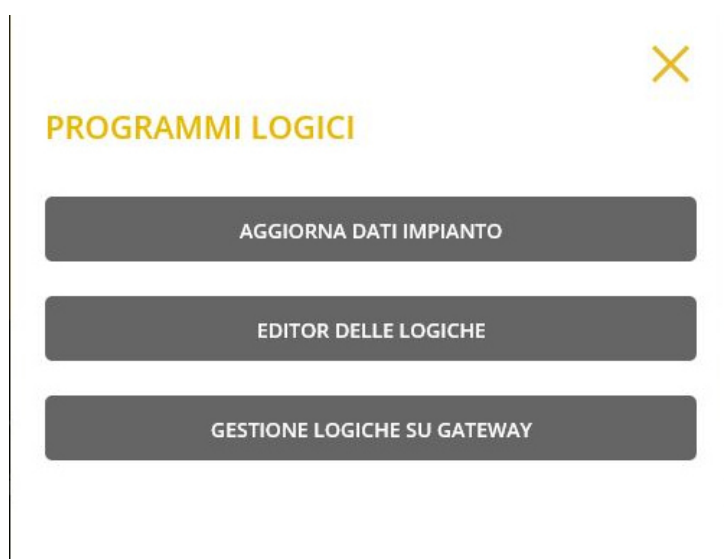 PROGRAMMI LOGICI
AGGIORNA DATI IMPIANTO
EDITOR DELLE LOGICHE
GESTIONE LOGICHE SU GATEWAY